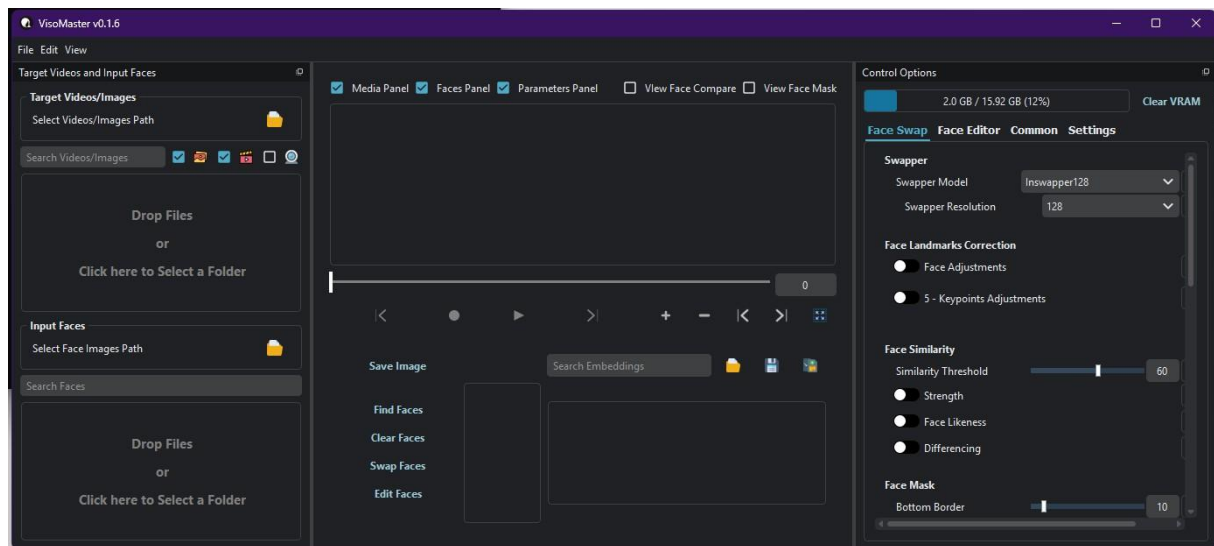 VisoMaster v0.1.6
File Edit View
Target Videos and Input Faces
Target Videos/Images
Select Videos/Images Path
Search Videos/Images
Drop Files
or
Click here to Select a Folder
Input Faces
Select Face Images Path
Search Faces
Drop Files
or
Click here to Select a Folder
Media Panel Faces Panel Parameters Panel VIew Face Compare View Face Mask
0
Save Image
Search Embeddings
Find Faces
Clear Faces
Swap Faces
Edit Faces
Control Options
2.0 GB / 15.92 GB (12%) Clear VRAM
Face Swap Face Editor Common Settings
Swapper
Swapper Model Inswapper128
Swapper Resolution 128
Face Landmarks Correction
Face Adjustments
5 - Keypoints Adjustments
Face Similarity
Similarity Threshold 60
Strength
Face Likeness
Differencing
Face Mask
Bottom Border 10